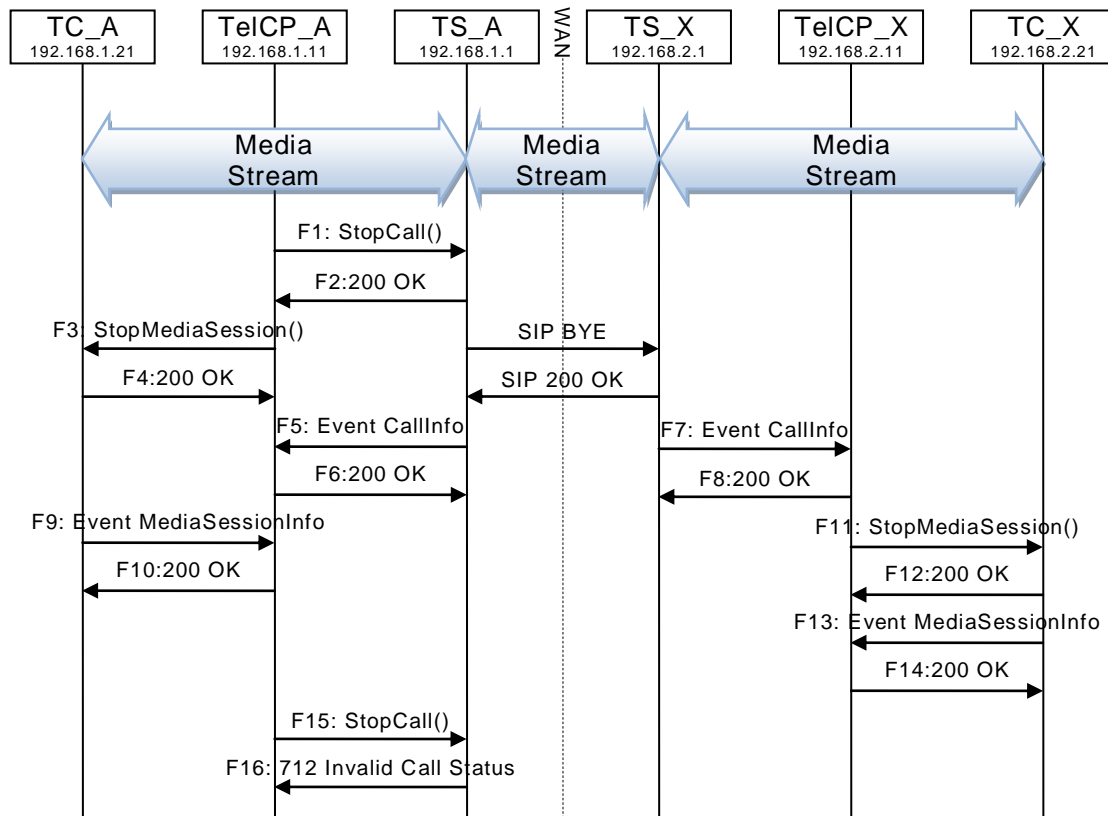 TC_A
192.168.1.21
TelCP_A
192.168.1.11
TS_A
192.168.1.1
WAN
TS_X
192.168.2.1
TelCP_X
192.168.2.11
TC_X
192.168.2.21
Media
Stream
Media
Stream
Media
Stream
F1: StopCall()
F2:200 OK
F3: StopMediaSession()
SIP BYE
F4:200 OK
SIP 200 OK
F5: Event CallInfo
F7: Event CallInfo
F6:200 OK
F8:200 OK
F9: Event MediaSessionInfo
F11: StopMediaSession()
F10:200 OK
F12:200 OK
F13: Event MediaSessionInfo
F14:200 OK
F15: StopCall()
F16: 712 Invalid Call Status